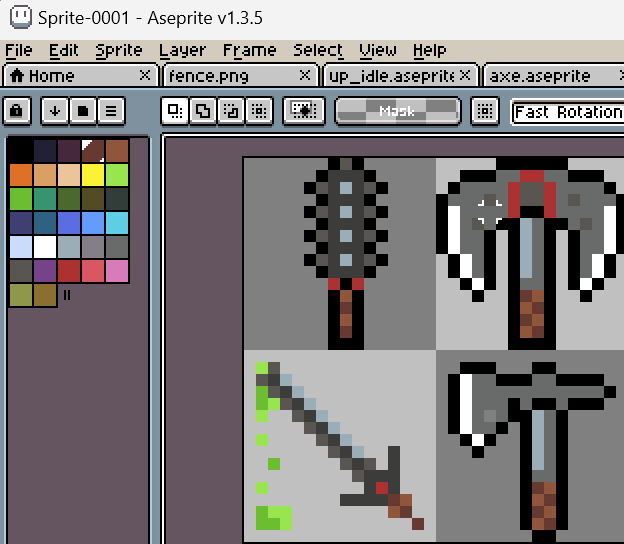 Sprite-0001 - Aseprite v1.3.5
File Edit Sprite Layer Frame Select View Help
Home fence.png up_idle.aseprite axe.aseprite
Mask Fast Rotation